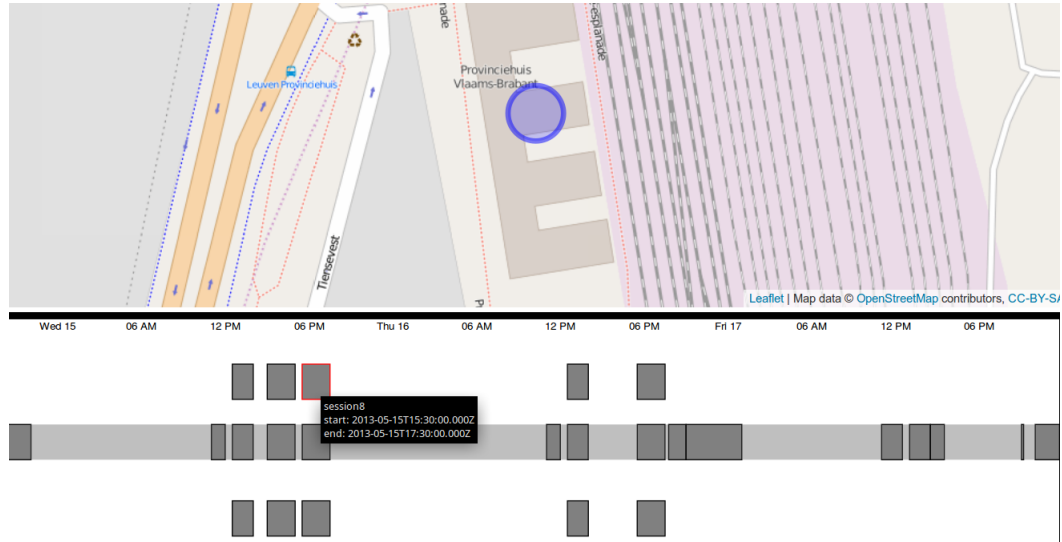 nade
-esplanade
Provinciehuis
Vlaams-Brabant
Leuven Provinciehuis
Tiensevest
Leaflet | Map data © OpenStreetMap contributors, CC-BY-SA
Wed 15 06 AM 12 PM 06 PM Thu 16 06 AM 12 PM 06 PM Fri 17 06 AM 12 PM 06 PM
session8
start: 2013-05-15T15:30:00.000Z
end: 2013-05-15T17:30:00.000Z